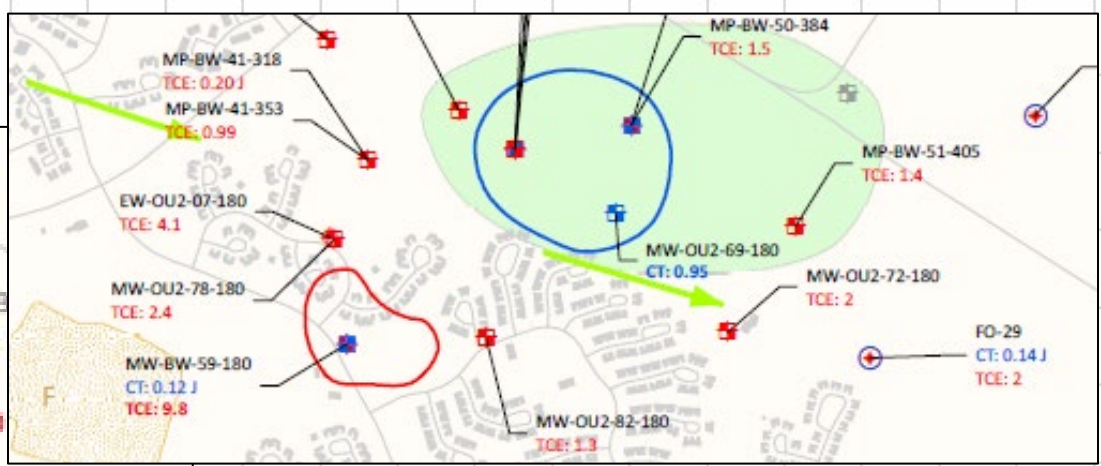 MP-BW-50-384
TCE: 1.5
MP-BW-41-318
TCE: 0.20 J
MP-BW-41-353
TCE: 0.99
MP-BW-51-405
TCE: 1.4
EW-OU2-07-180
TCE: 4.1
MW-OU2-69-180
CT: 0.95
MW-OU2-72-180
TCE: 2
MW-OU2-78-180
TCE: 2.4
FO-29
CT: 0.14 J
TCE: 2
MW-BW-59-180
CT: 0.12 J
TCE: 9.8
F
MW-OU2-82-180
TCE: 1.3